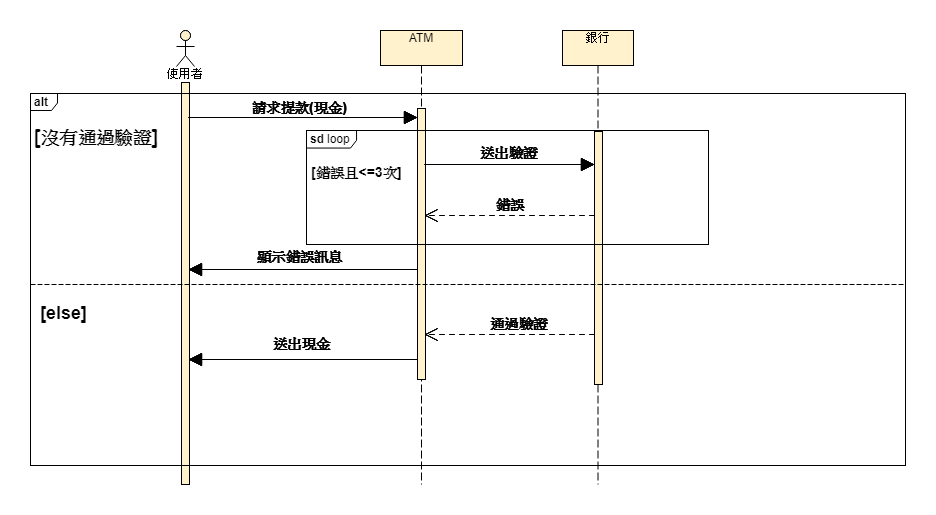 使用者
ATM
銀行
alt
[沒有通過驗證]
請求提款(現金)
sd loop
[錯誤且<=3次]
送出驗證
錯誤
顯示錯誤訊息
[else]
通過驗證
送出現金